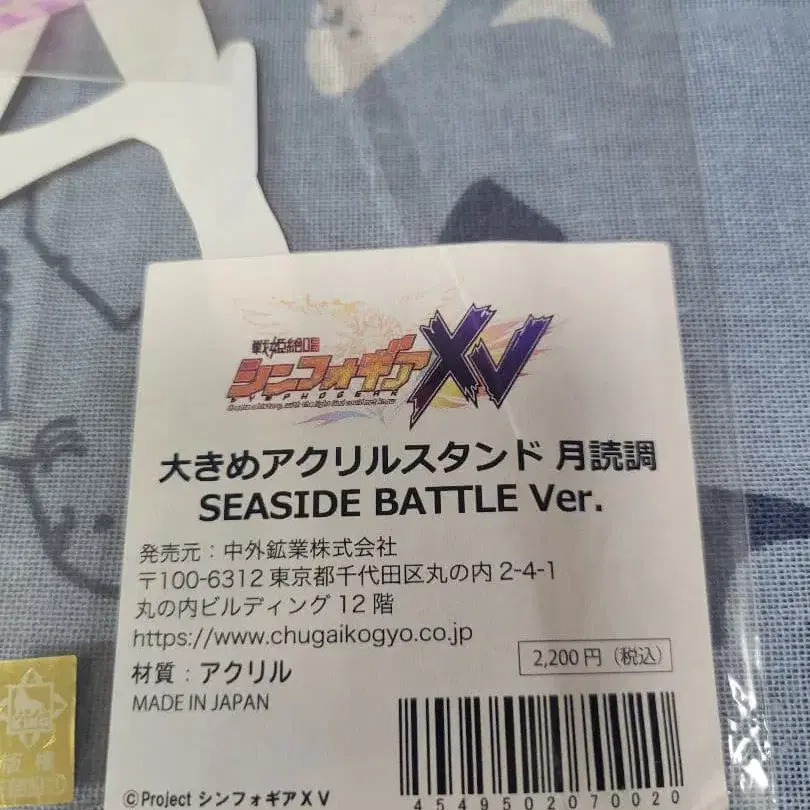 戦姫絶唱
シンフォギアXV
SYMPHOGEAR
大きめアクリルスタンド 月読調
SEASIDE BATTLE Ver.
発売元：中外鉱業株式会社
〒100-6312 東京都千代田区丸の内 2-4-1
丸の内ビルディング 12 階
https://www.chugaikogyo.co.jp
材質：アクリル
2,200 円（税込）
MADE IN JAPAN
©Project シンフォギアＸＶ
4549502070020